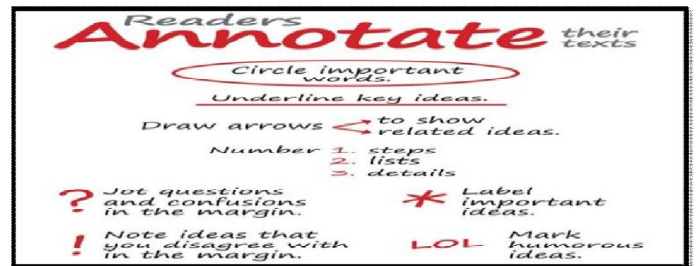 Readers
Annotate their
texts
Circle important
words.
Underline key ideas.
Draw arrows to show
related ideas.
Number 1. steps
2. lists
3. details
? Jot questions
and confusions
in the margin.
* Label
important
ideas.
! Note ideas that
you disagree with
in the margin.
LOL Mark
humorous
ideas.